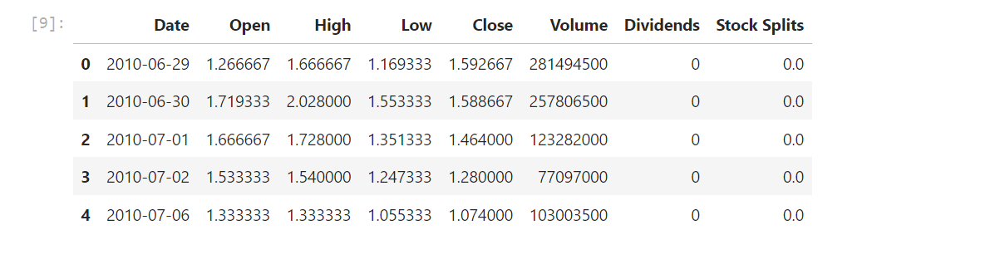 [9]:
Date Open High Low Close Volume Dividends Stock Splits
0 2010-06-29 1.266667 1.666667 1.169333 1.592667 281494500 0 0.0
1 2010-06-30 1.719333 2.028000 1.553333 1.588667 257806500 0 0.0
2 2010-07-01 1.666667 1.728000 1.351333 1.464000 123282000 0 0.0
3 2010-07-02 1.533333 1.540000 1.247333 1.280000 77097000 0 0.0
4 2010-07-06 1.333333 1.333333 1.055333 1.074000 103003500 0 0.0